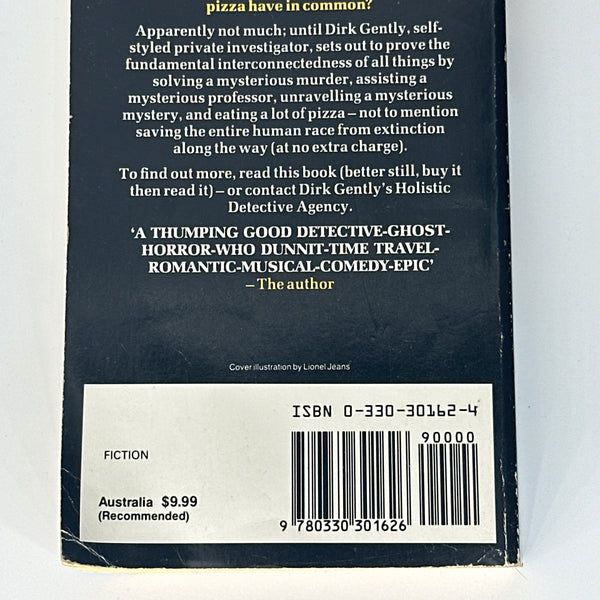 pizza have in common?
Apparently not much; until Dirk Gently, self-
styled private investigator, sets out to prove the
fundamental interconnectedness of all things by
solving a mysterious murder, assisting a
mysterious professor, unravelling a mysterious
mystery, and eating a lot of pizza – not to mention
saving the entire human race from extinction
along the way (at no extra charge).
To find out more, read this book (better still, buy it
then read it) – or contact Dirk Gently's Holistic
Detective Agency.
‘A THUMPING GOOD DETECTIVE-GHOST-
HORROR-WHO DUNNIT-TIME TRAVEL-
ROMANTIC-MUSICAL-COMEDY-EPIC’
– The author
Cover illustration by Lionel Jeans
ISBN 0-330-30162-4
90000
FICTION
Australia $9.99
(Recommended)
9 780330 301626